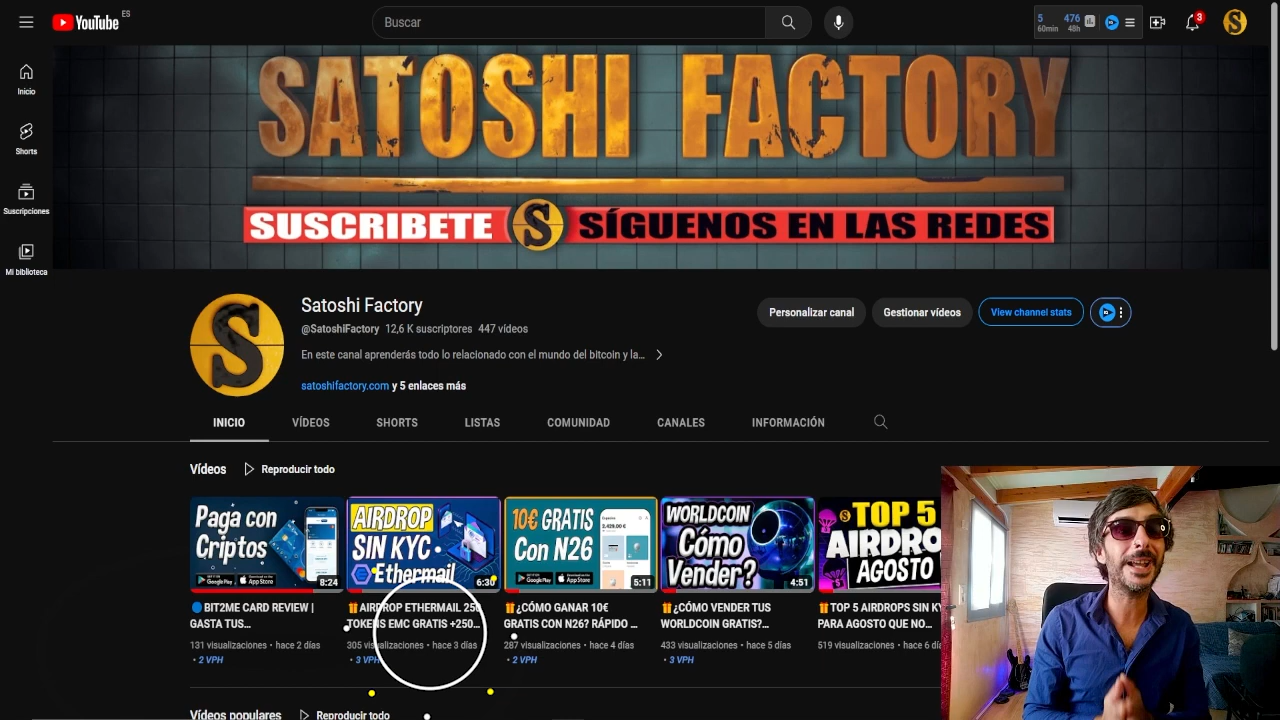 YouTube ES
Buscar
5 476
60min 48h
3
Inicio
Shorts
Suscripciones
Mi biblioteca
SATOSHI FACTORY
SUSCRIBETE S SÍGUENOS EN LAS REDES
S
Satoshi Factory
@SatoshiFactory 12,6 K suscriptores 447 vídeos
En este canal aprenderás todo lo relacionado con el mundo del bitcoin y la...
satoshifactory.com y 5 enlaces más
Personalizar canal
Gestionar vídeos
View channel stats
INICIO VÍDEOS SHORTS LISTAS COMUNIDAD CANALES INFORMACIÓN
Vídeos Reproducir todo
Paga con
Criptos
8:24
AIRDROP
SIN KYC
Ethermail
6:30
10€ GRATIS
Con N26
5:11
WORLDCOIN
Cómo
Vender?
4:51
TOP 5
AIRDRO
AGOSTO
BIT2ME CARD REVIEW |
GASTA TUS...
131 visualizaciones • hace 2 días
• 2 VPH
AIRDROP ETHERMAIL 250
TOKENS EMC GRATIS +250...
305 visualizaciones • hace 3 días
• 3 VPH
¿CÓMO GANAR 10€
GRATIS CON N26? RÁPIDO ...
287 visualizaciones • hace 4 días
• 2 VPH
¿CÓMO VENDER TUS
WORLDCOIN GRATIS?...
433 visualizaciones • hace 5 días
• 3 VPH
TOP 5 AIRDROPS SIN KY
PARA AGOSTO QUE NO...
519 visualizaciones • hace 6
Vídeos populares Reproducir todo